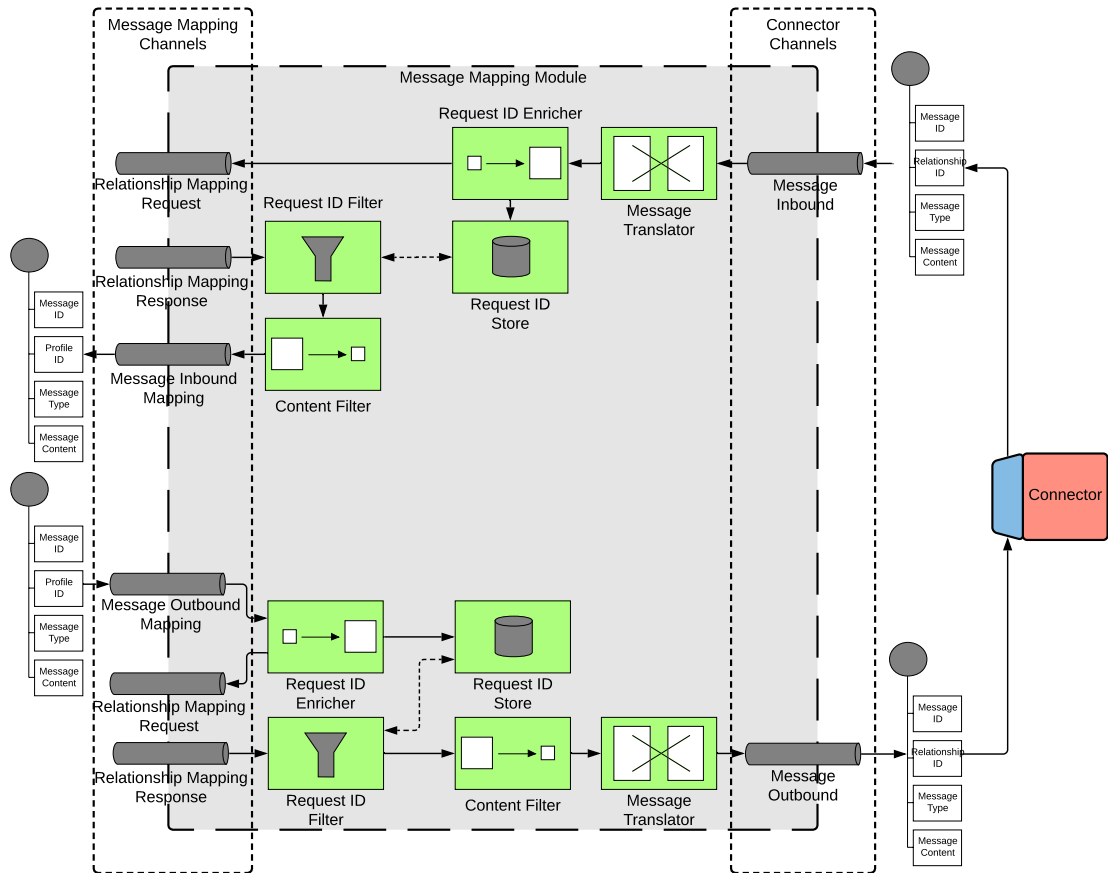 Message Mapping
Channels
Connector
Channels
Message Mapping Module
Request ID Enricher
Message
Translator
Message
Inbound
Relationship Mapping
Request
Request ID Filter
Relationship Mapping
Response
Request ID
Store
Message Inbound
Mapping
Content Filter
Message
ID
Relationship
ID
Message
Type
Message
Content
Message
ID
Profile
ID
Message
Type
Message
Content
Connector
Message
ID
Profile
ID
Message
Type
Message
Content
Message Outbound
Mapping
Request ID
Enricher
Request ID
Store
Relationship Mapping
Request
Relationship Mapping
Response
Request ID
Filter
Content Filter
Message
Translator
Message
Outbound
Message
ID
Relationship
ID
Message
Type
Message
Content